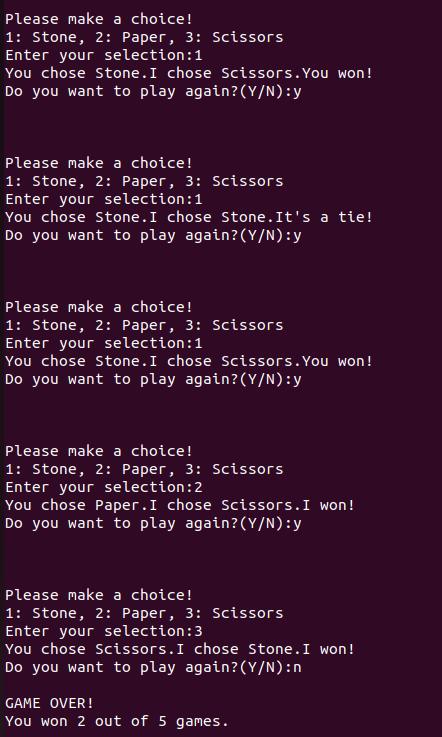 Please make a choice!
1: Stone, 2: Paper, 3: Scissors
Enter your selection:1
You chose Stone.I chose Scissors.You won!
Do you want to play again?(Y/N):y
Please make a choice!
1: Stone, 2: Paper, 3: Scissors
Enter your selection:1
You chose Stone.I chose Stone.It's a tie!
Do you want to play again?(Y/N):y
Please make a choice!
1: Stone, 2: Paper, 3: Scissors
Enter your selection:1
You chose Stone.I chose Scissors.You won!
Do you want to play again?(Y/N):y
Please make a choice!
1: Stone, 2: Paper, 3: Scissors
Enter your selection:2
You chose Paper.I chose Scissors.I won!
Do you want to play again?(Y/N):y
Please make a choice!
1: Stone, 2: Paper, 3: Scissors
Enter your selection:3
You chose Scissors.I chose Stone.I won!
Do you want to play again?(Y/N):n
GAME OVER!
You won 2 out of 5 games.